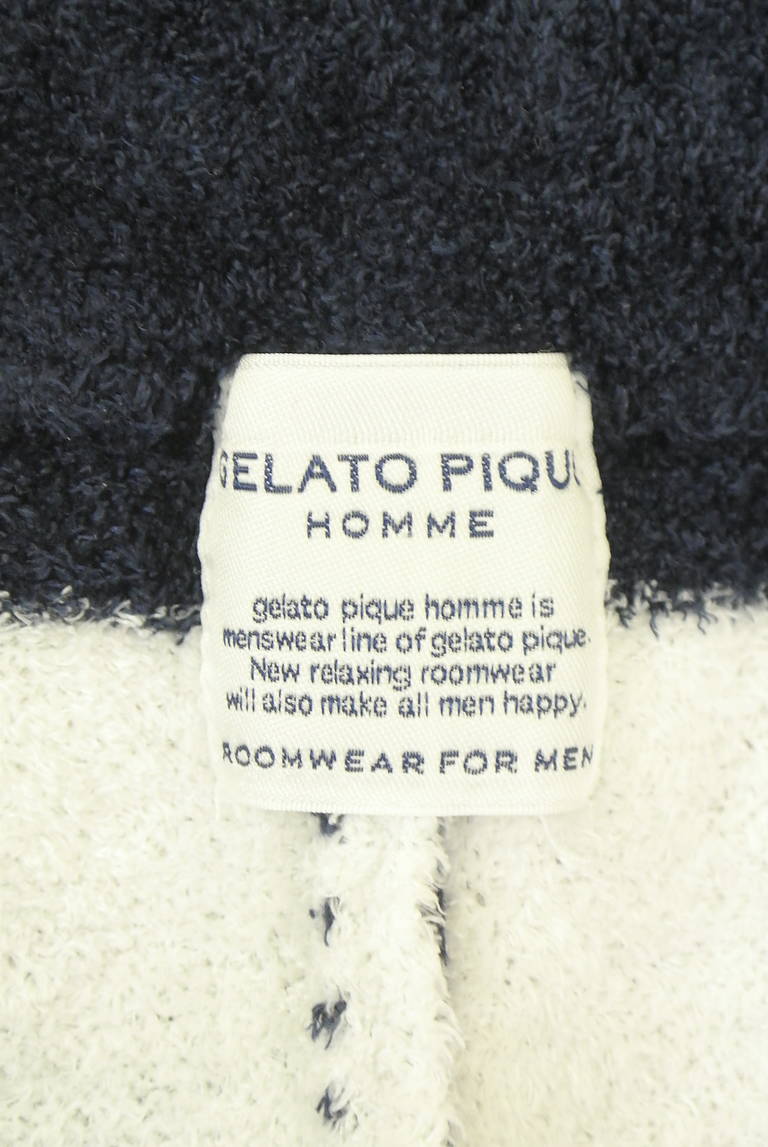 GELATO PIQU
HOMME
gelato pique homme is
menswear line of gelato pique.
New relaxing roomwear
will also make all men happy.
ROOMWEAR FOR MEN